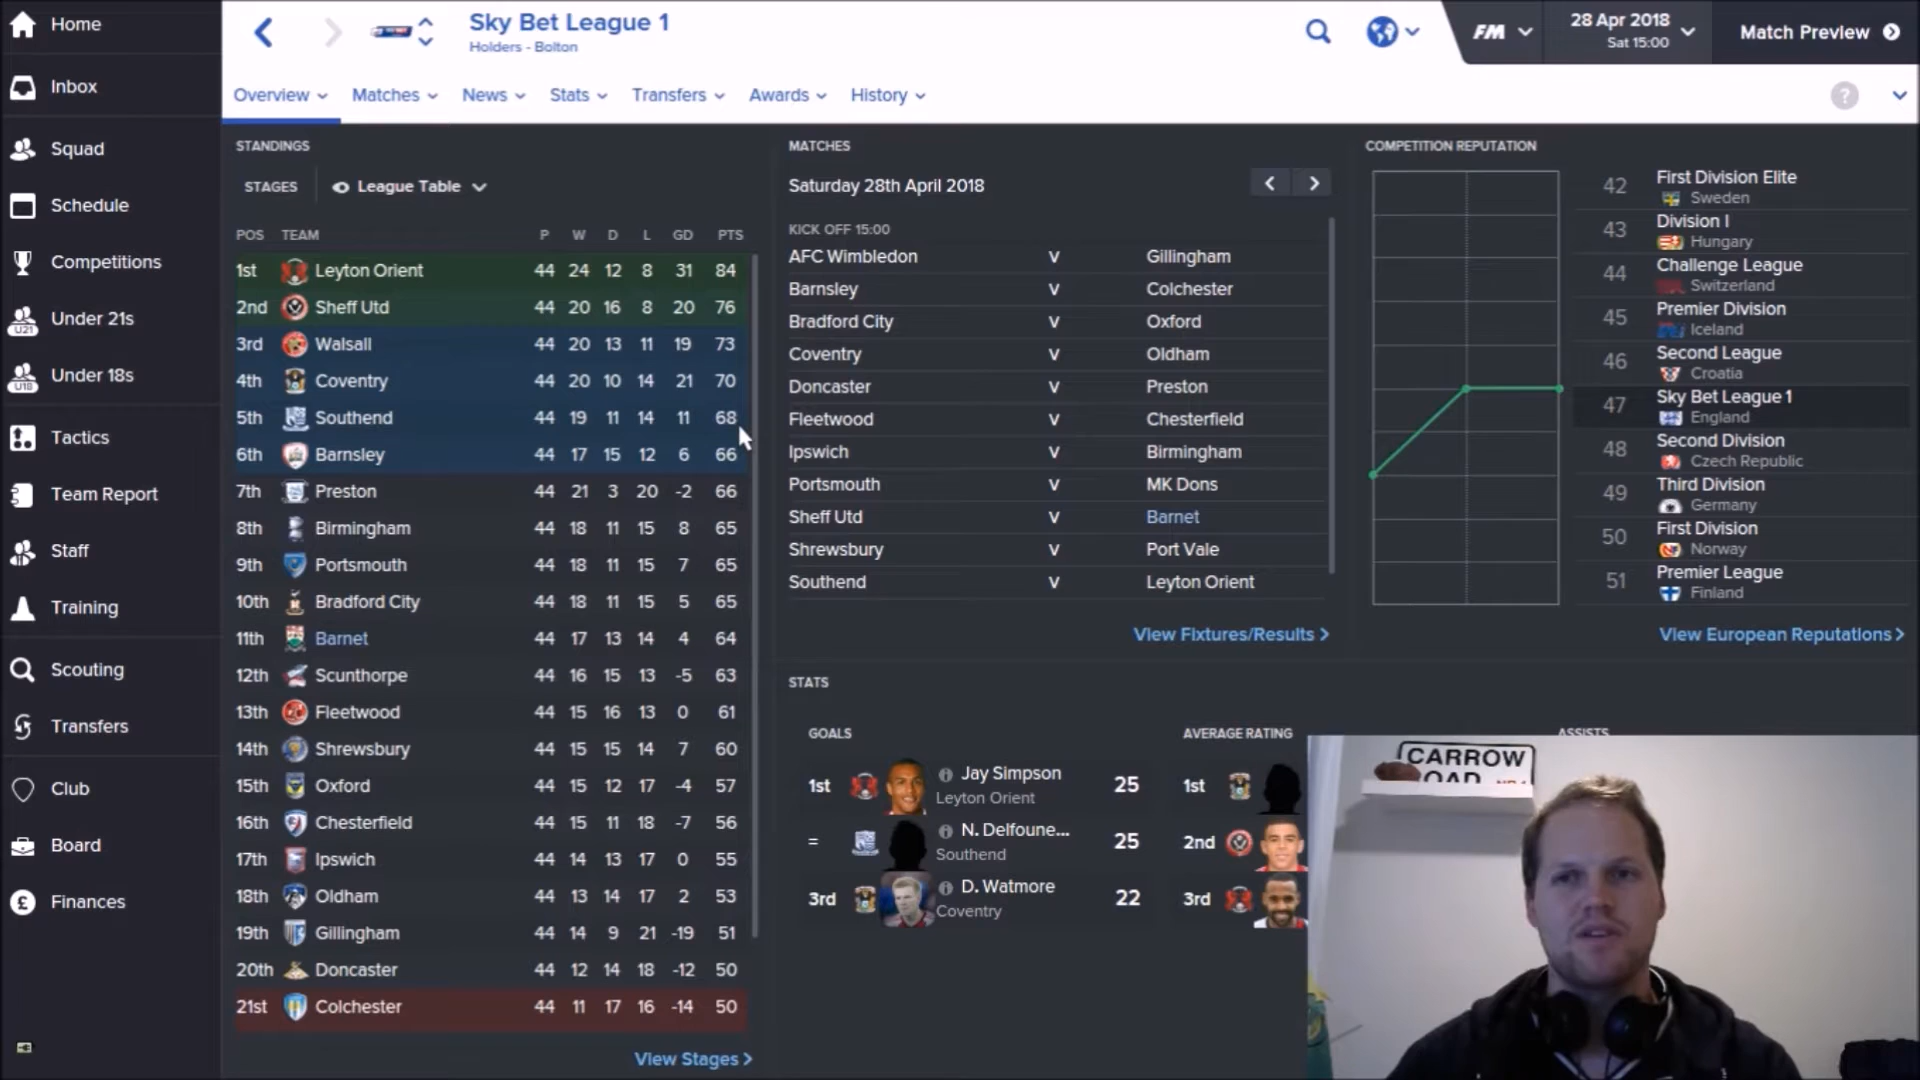 Home
Inbox
Squad
Schedule
Competitions
U21
Under 21s
U18
Under 18s
Tactics
Team Report
Staff
Training
Scouting
Transfers
Club
Board
£ Finances
Sky Bet League 1
Holders - Bolton
FM
28 Apr 2018
Sat 15:00
Match Preview
Overview Matches News Stats Transfers Awards History
?
STANDINGS
STAGES League Table
POS TEAM P W D L GD PTS
1st Leyton Orient 44 24 12 8 31 84
2nd Sheff Utd 44 20 16 8 20 76
3rd Walsall 44 20 13 11 19 73
4th Coventry 44 20 10 14 21 70
5th Southend 44 19 11 14 11 68
6th Barnsley 44 17 15 12 6 66
7th Preston 44 21 3 20 -2 66
8th Birmingham 44 18 11 15 8 65
9th Portsmouth 44 18 11 15 7 65
10th Bradford City 44 18 11 15 5 65
11th Barnet 44 17 13 14 4 64
12th Scunthorpe 44 16 15 13 -5 63
13th Fleetwood 44 15 16 13 0 61
14th Shrewsbury 44 15 15 14 7 60
15th Oxford 44 15 12 17 -4 57
16th Chesterfield 44 15 11 18 -7 56
17th Ipswich 44 14 13 17 0 55
18th Oldham 44 13 14 17 2 53
19th Gillingham 44 14 9 21 -19 51
20th Doncaster 44 12 14 18 -12 50
21st Colchester 44 11 17 16 -14 50
View Stages
MATCHES
Saturday 28th April 2018
KICK OFF 15:00
AFC Wimbledon v Gillingham
Barnsley v Colchester
Bradford City v Oxford
Coventry v Oldham
Doncaster v Preston
Fleetwood v Chesterfield
Ipswich v Birmingham
Portsmouth v MK Dons
Sheff Utd v Barnet
Shrewsbury v Port Vale
Southend v Leyton Orient
View Fixtures/Results
COMPETITION REPUTATION
42 First Division Elite
Sweden
43 Division I
Hungary
44 Challenge League
Switzerland
45 Premier Division
Iceland
46 Second League
Croatia
47 Sky Bet League 1
England
48 Second Division
Czech Republic
49 Third Division
Germany
50 First Division
Norway
51 Premier League
Finland
View European Reputations
STATS
GOALS
1st Jay Simpson 25
Leyton Orient
= N. Delfoune... 25
Southend
3rd D. Watmore 22
Coventry
AVERAGE RATING
1st
2nd
3rd
ASSISTS
CARROW
OAD